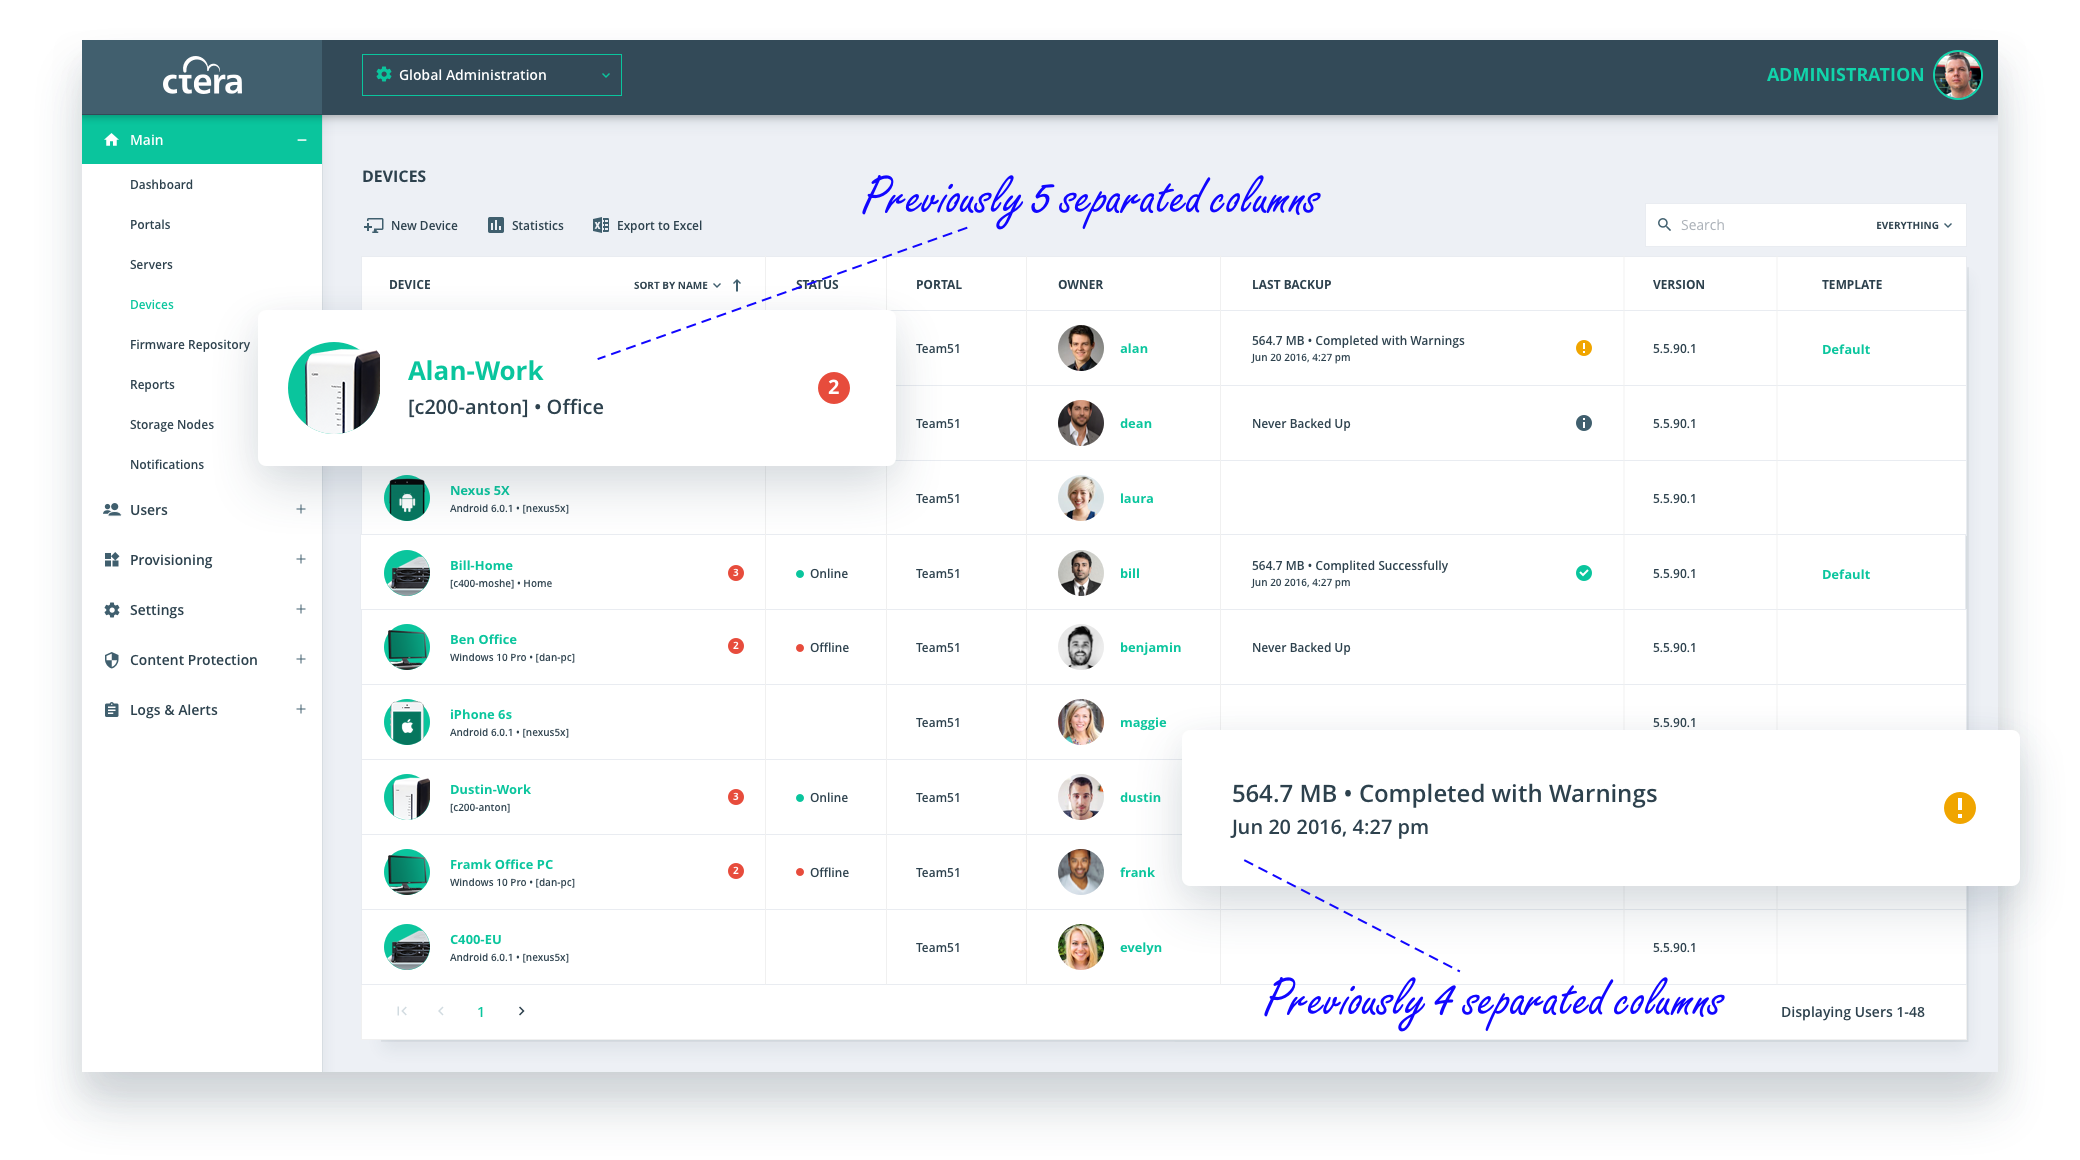 ctera
Global Administration
ADMINISTRATION
Main
Dashboard
Portals
Servers
Devices
Firmware Repository
Reports
Storage Nodes
Notifications
Users
Provisioning
Settings
Content Protection
Logs & Alerts
DEVICES
Previously 5 separated columns
New Device Statistics Export to Excel
Search EVERYTHING
DEVICE SORT BY NAME STATUS PORTAL OWNER LAST BACKUP VERSION TEMPLATE
Alan-Work
[c200-anton] • Office
2
Team51 alan 564.7 MB • Completed with Warnings 5.5.90.1 Default
Jun 20 2016, 4:27 pm
Team51 dean Never Backed Up 5.5.90.1
Nexus 5X
Android 6.0.1 • [nexus5x]
Team51 laura 5.5.90.1
Bill-Home
[c400-moshe] • Home
3 Online Team51 bill 564.7 MB • Complited Successfully 5.5.90.1 Default
Jun 20 2016, 4:27 pm
Ben Office
Windows 10 Pro • [dan-pc]
2 Offline Team51 benjamin Never Backed Up 5.5.90.1
iPhone 6s
Android 6.0.1 • [nexus5x]
Team51 maggie 5.5.90.1
Dustin-Work
[c200-anton]
3 Online Team51 dustin
564.7 MB • Completed with Warnings
Jun 20 2016, 4:27 pm
Framk Office PC
Windows 10 Pro • [dan-pc]
2 Offline Team51 frank
C400-EU
Android 6.0.1 • [nexus5x]
Team51 evelyn 5.5.90.1
Previously 4 separated columns
1
Displaying Users 1-48